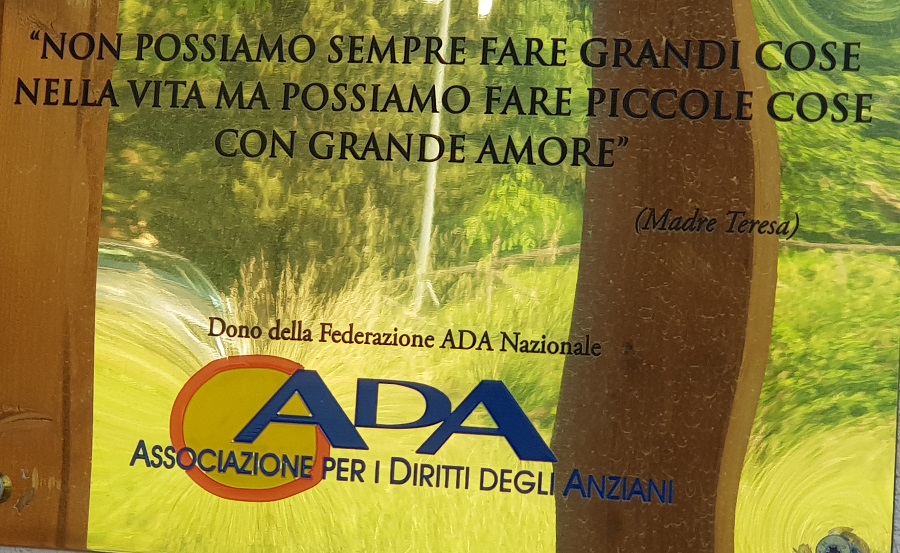 “NON POSSIAMO SEMPRE FARE GRANDI COSE
NELLA VITA MA POSSIAMO FARE PICCOLE COSE
CON GRANDE AMORE”
(Madre Teresa)
Dono della Federazione ADA Nazionale
ADA
ASSOCIAZIONE PER I DIRITTI DEGLI ANZIANI